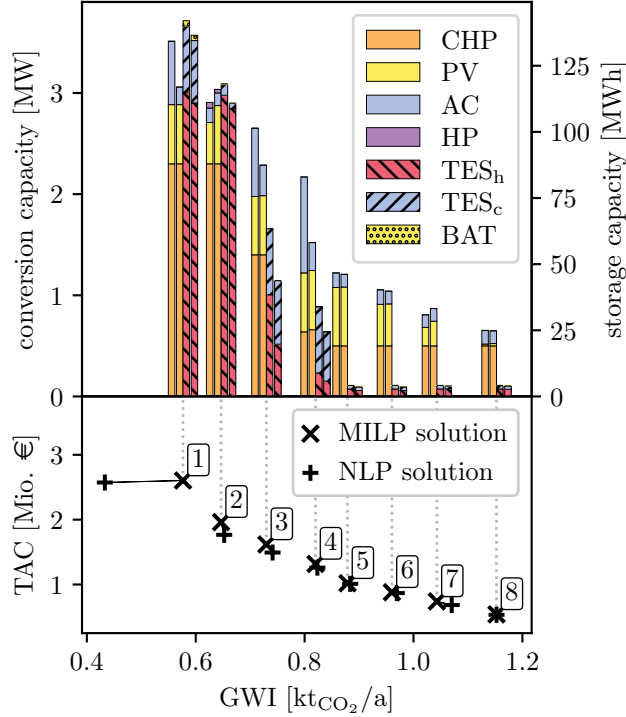 conversion capacity [MW]
3
2
1
0
storage capacity [MWh]
125
100
75
50
25
0
CHP
PV
AC
HP
TESh
TESc
BAT
TAC [Mio. €]
3
2
1
MILP solution
NLP solution
1
2
3
4
5
6
7
8
0.4 0.6 0.8 1.0 1.2
GWI [ktCO2/a]